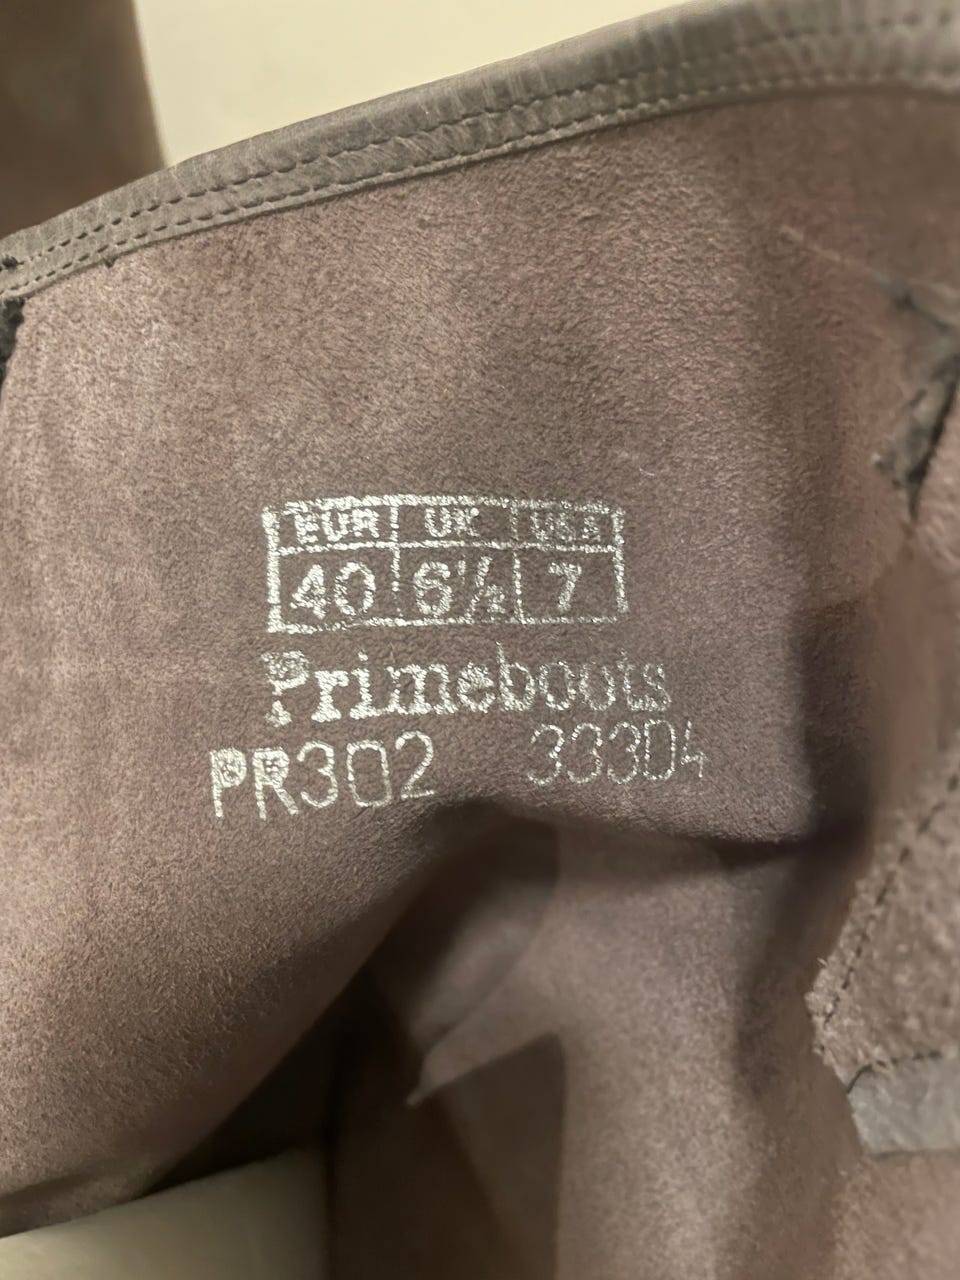 EUR UK USA
40 6½ 7
Primeboots
PR302 33304